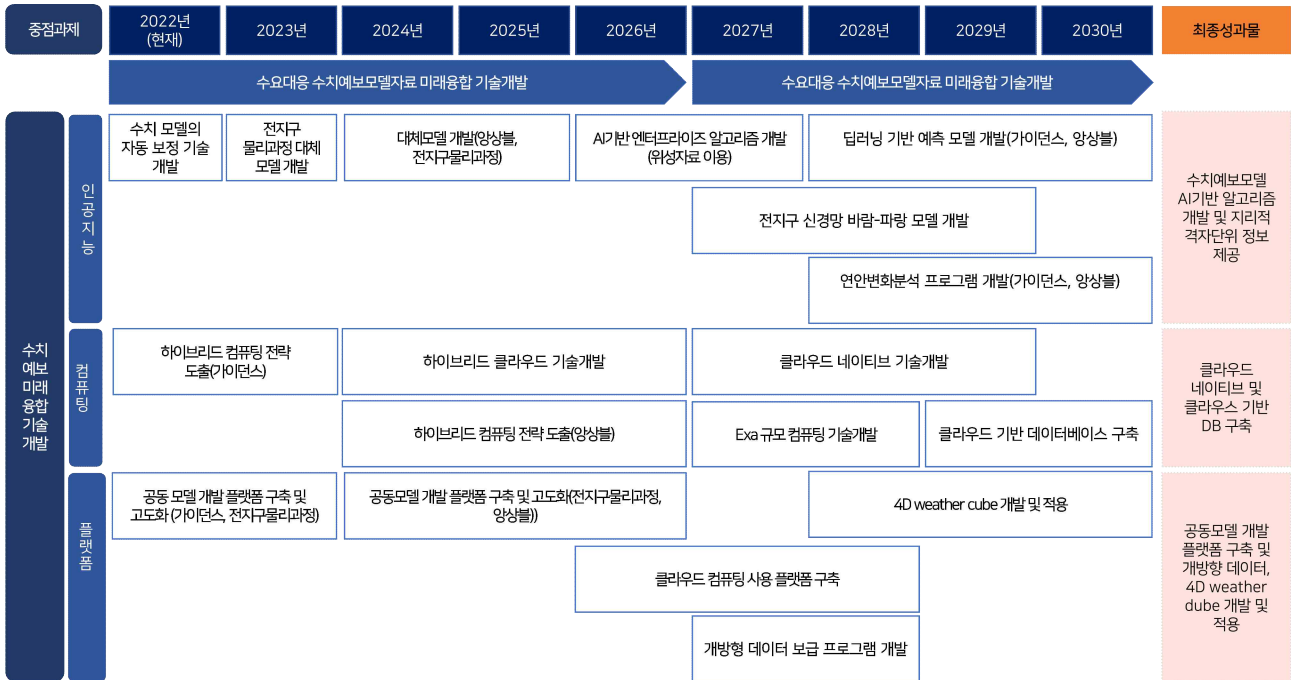 중점과제
2022년
(현재)
2023년
2024년
2025년
2026년
2027년
2028년
2029년
2030년
최종성과물
수요대응 수치예보모델자료 미래융합 기술개발
수요대응 수치예보모델자료 미래융합 기술개발
수치
예보
미래
융합
기술
개발
인공지능
수치 모델의
자동 보정 기술
개발
전지구
물리과정 대체
모델 개발
대체모델 개발(앙상블,
전지구물리과정)
AI기반 엔터프라이즈 알고리즘 개발
(위성자료 이용)
딥러닝 기반 예측 모델 개발(가이던스, 앙상블)
전지구 신경망 바람-파랑 모델 개발
연안변화분석 프로그램 개발(가이던스, 앙상블)
수치예보모델
AI기반 알고리즘
개발 및 지리적
격자단위 정보
제공
컴퓨팅
하이브리드 컴퓨팅 전략
도출(가이던스)
하이브리드 클라우드 기술개발
클라우드 네이티브 기술개발
하이브리드 컴퓨팅 전략 도출(앙상블)
Exa 규모 컴퓨팅 기술개발
클라우드 기반 데이터베이스 구축
클라우드
네이티브 및
클라우스 기반
DB 구축
플랫폼
공동 모델 개발 플랫폼 구축 및
고도화 (가이던스, 전지구물리과정)
공동모델 개발 플랫폼 구축 및 고도화(전지구물리과정,
앙상블))
4D weather cube 개발 및 적용
클라우드 컴퓨팅 사용 플랫폼 구축
개방형 데이터 보급 프로그램 개발
공동모델 개발
플랫폼 구축 및
개방향 데이터,
4D weather
dube 개발 및
적용